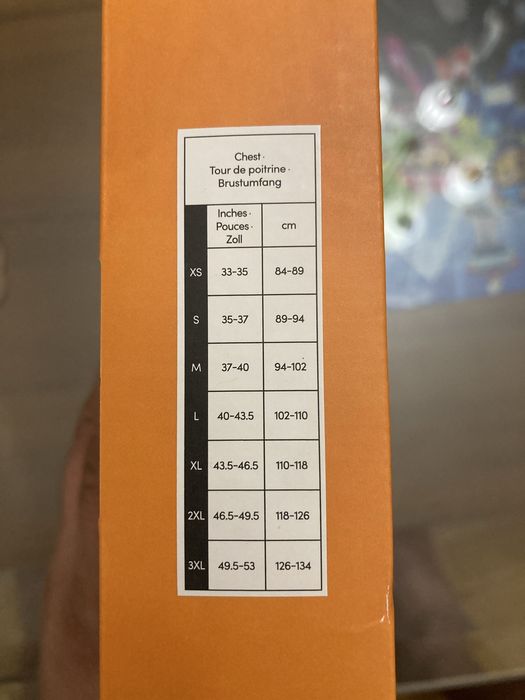 Chest ·
Tour de poitrine ·
Brustumfang
Inches ·
Pouces ·
Zoll
cm
XS 33-35 84-89
S 35-37 89-94
M 37-40 94-102
L 40-43.5 102-110
XL 43.5-46.5 110-118
2XL 46.5-49.5 118-126
3XL 49.5-53 126-134